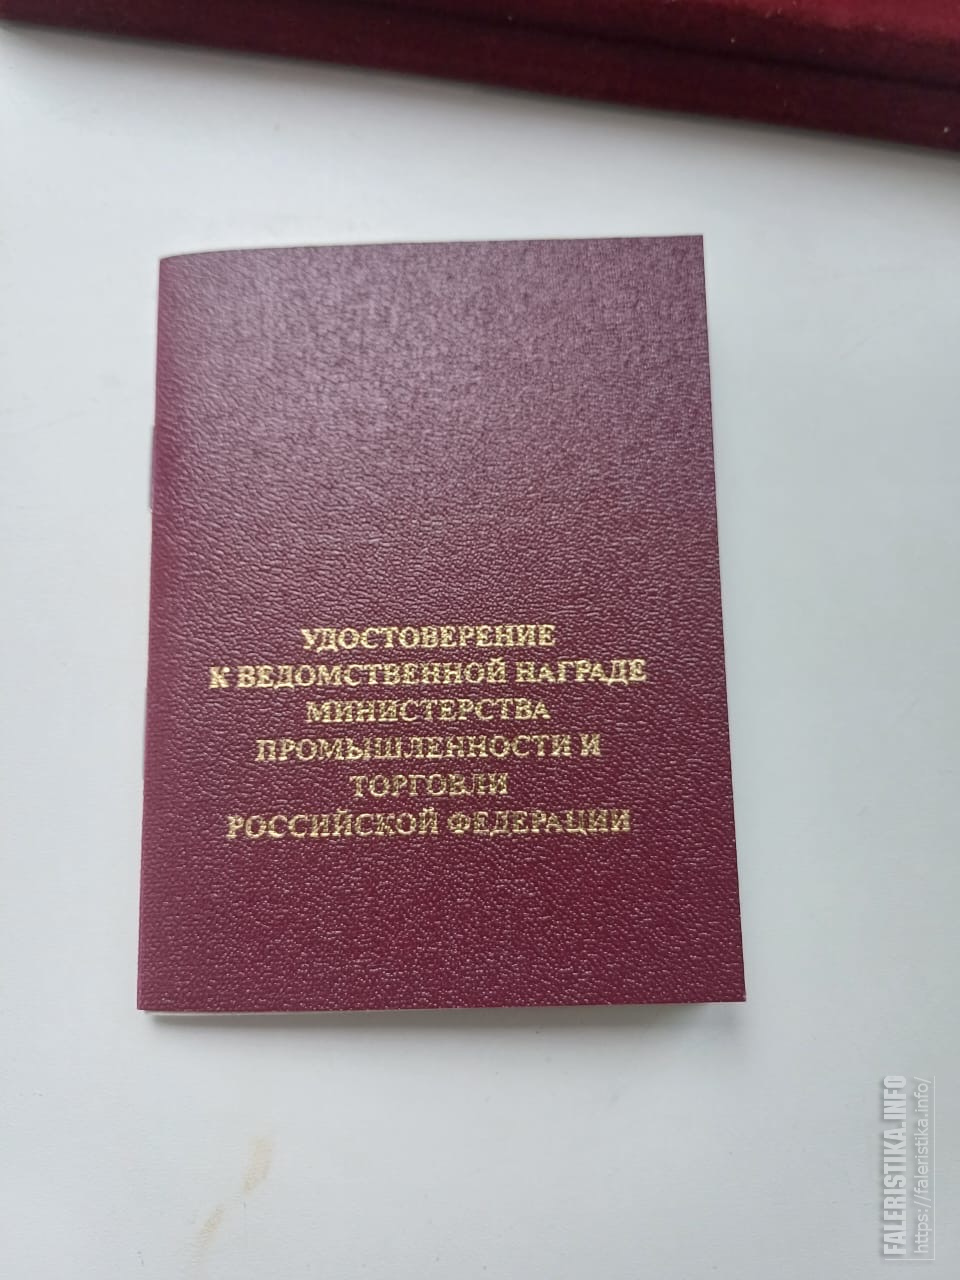 УДОСТОВЕРЕНИЕ
К ВЕДОМСТВЕННОЙ НАГРАДЕ
МИНИСТЕРСТВА
ПРОМЫШЛЕННОСТИ И
ТОРГОВЛИ
РОССИЙСКОЙ ФЕДЕРАЦИИ
FALERISTIKA.INFO
https://faleristika.info/